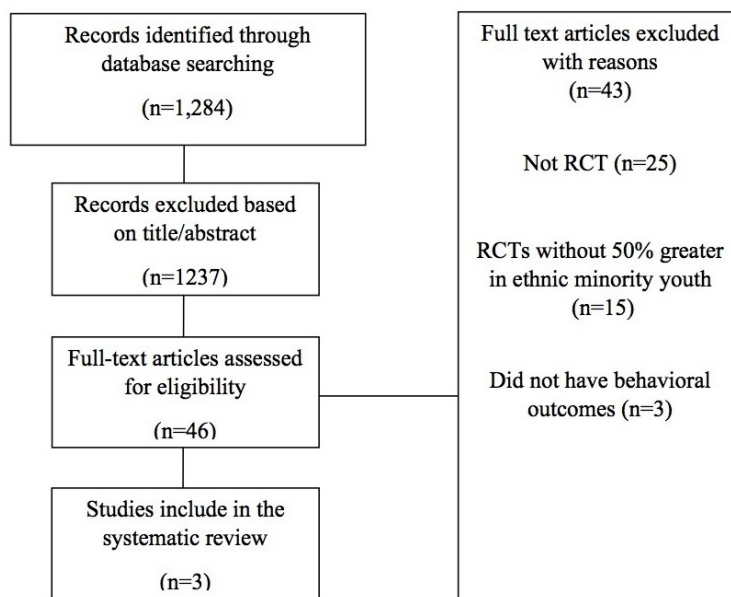 Records identified through
database searching
(n=1,284)
Records excluded based
on title/abstract
(n=1237)
Full-text articles assessed
for eligibility
(n=46)
Studies include in the
systematic review
(n=3)
Full text articles excluded
with reasons
(n=43)
Not RCT (n=25)
RCTs without 50% greater
in ethnic minority youth
(n=15)
Did not have behavioral
outcomes (n=3)